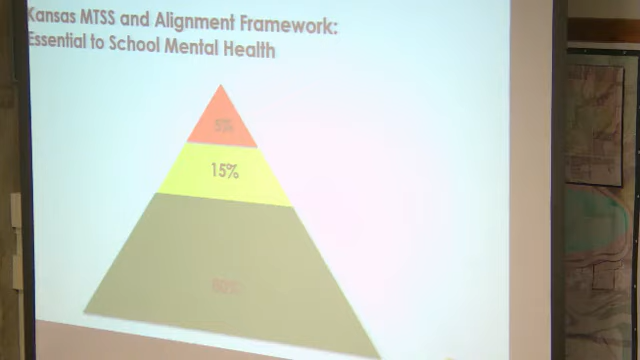 Kansas MTSS and Alignment Framework:
Essential to School Mental Health
5%
15%
80%